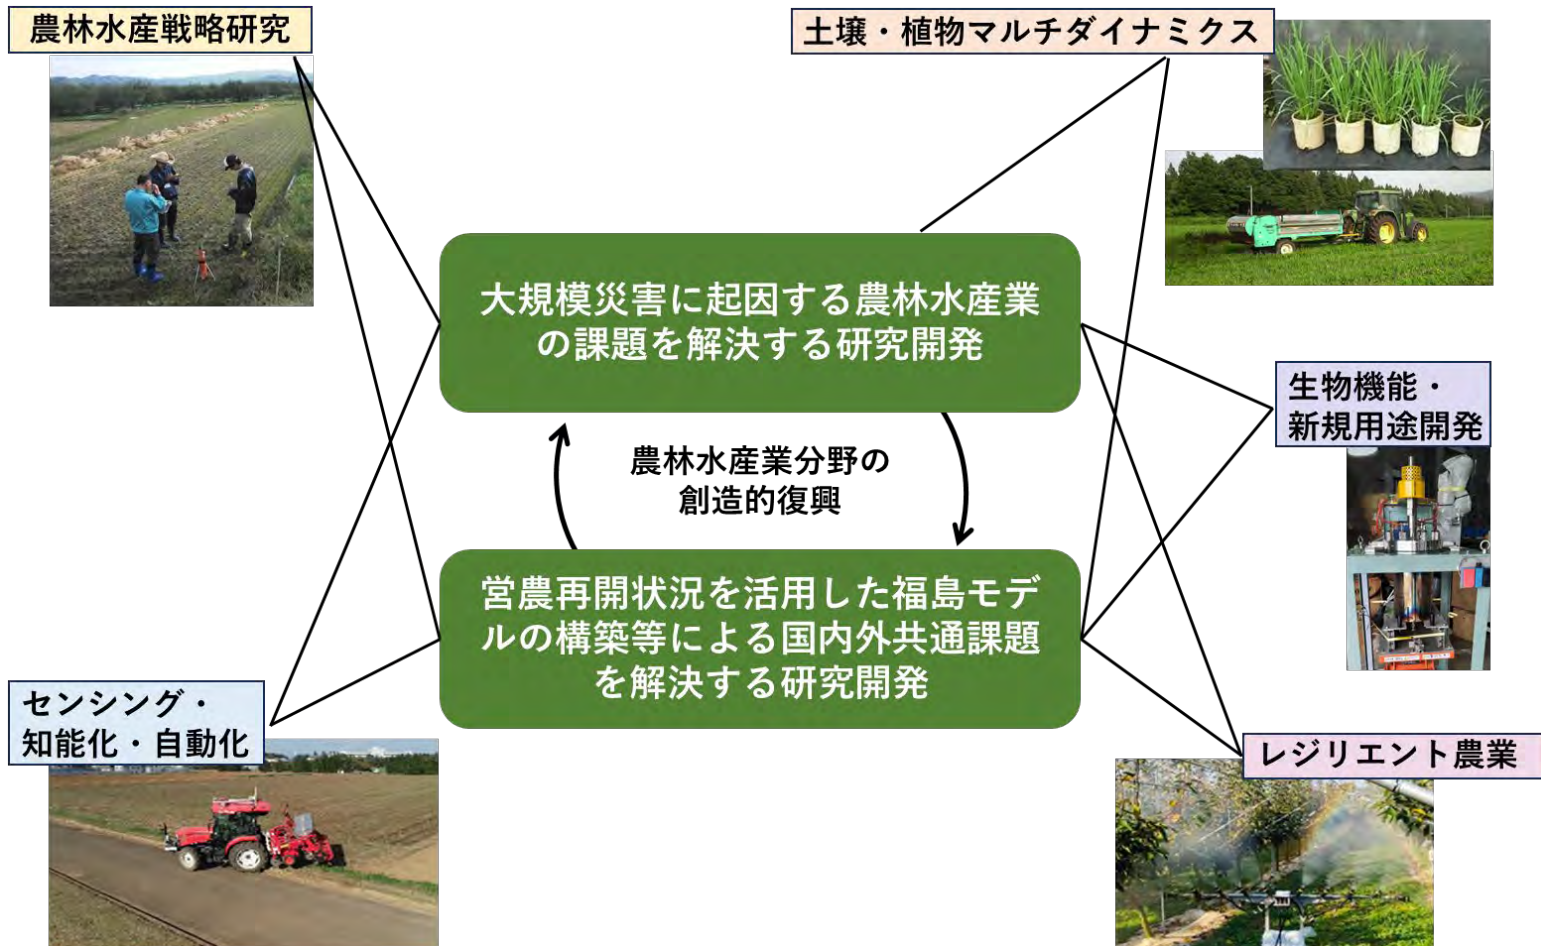 農林水産戦略研究
土壌・植物マルチダイナミクス
大規模災害に起因する農林水産業
の課題を解決する研究開発
生物機能・
新規用途開発
農林水産業分野の
創造的復興
営農再開状況を活用した福島モデ
ルの構築等による国内外共通課題
を解決する研究開発
センシング・
知能化・自動化
レジリエント農業